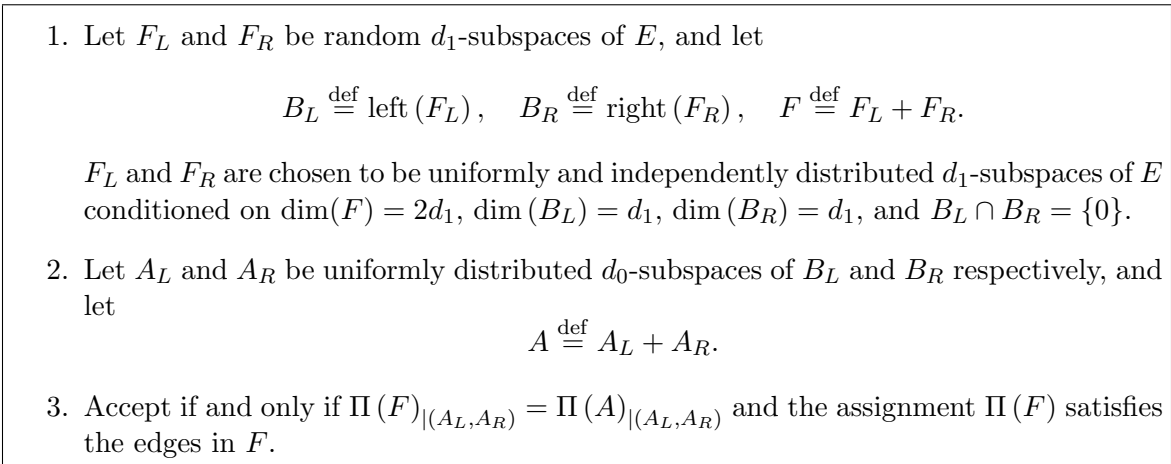 1. Let F_L and F_R be random d_1-subspaces of E, and let
B_L ≝ left (F_L), B_R ≝ right (F_R), F ≝ F_L + F_R.
F_L and F_R are chosen to be uniformly and independently distributed d_1-subspaces of E
conditioned on dim(F) = 2d_1, dim (B_L) = d_1, dim (B_R) = d_1, and B_L ∩ B_R = {0}.
2. Let A_L and A_R be uniformly distributed d_0-subspaces of B_L and B_R respectively, and
let
A ≝ A_L + A_R.
3. Accept if and only if Π (F)_{|(A_L,A_R)} = Π (A)_{|(A_L,A_R)} and the assignment Π (F) satisfies
the edges in F.